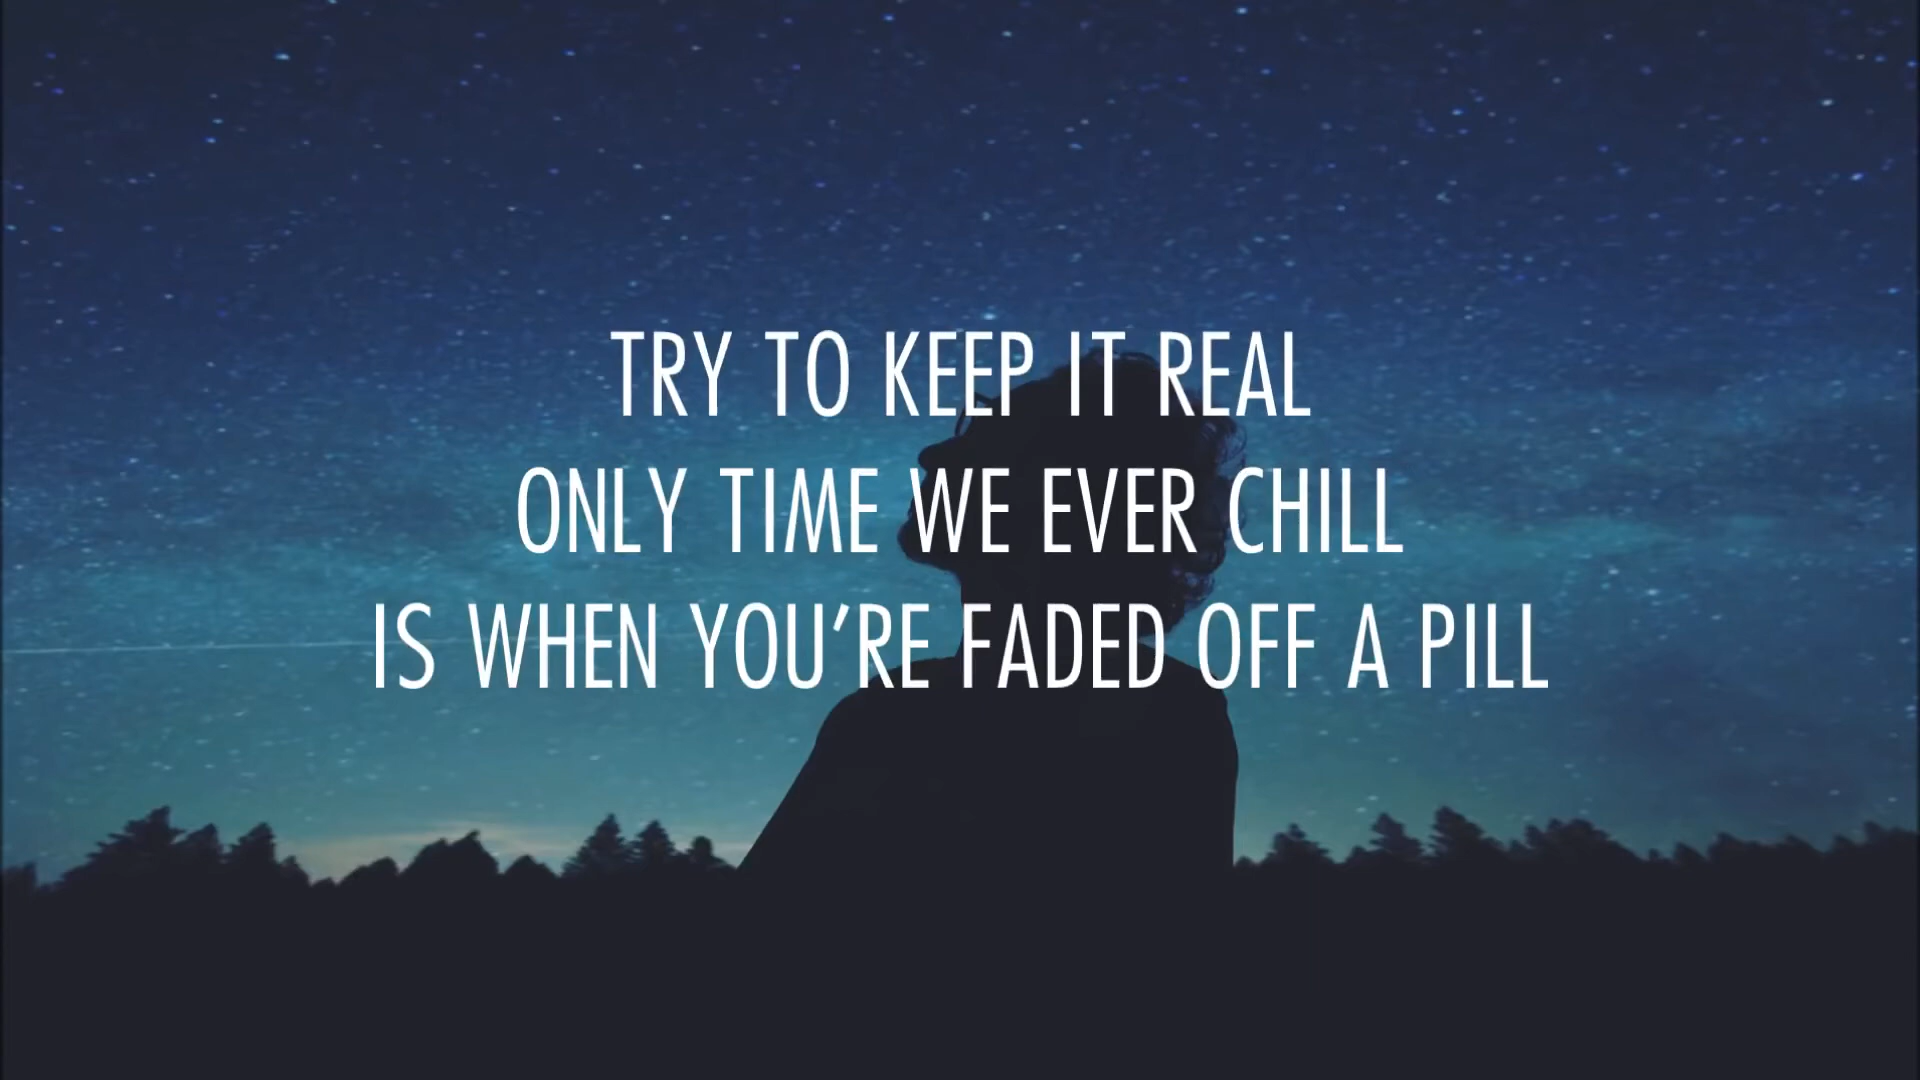 TRY TO KEEP IT REAL
ONLY TIME WE EVER CHILL
IS WHEN YOU'RE FADED OFF A PILL